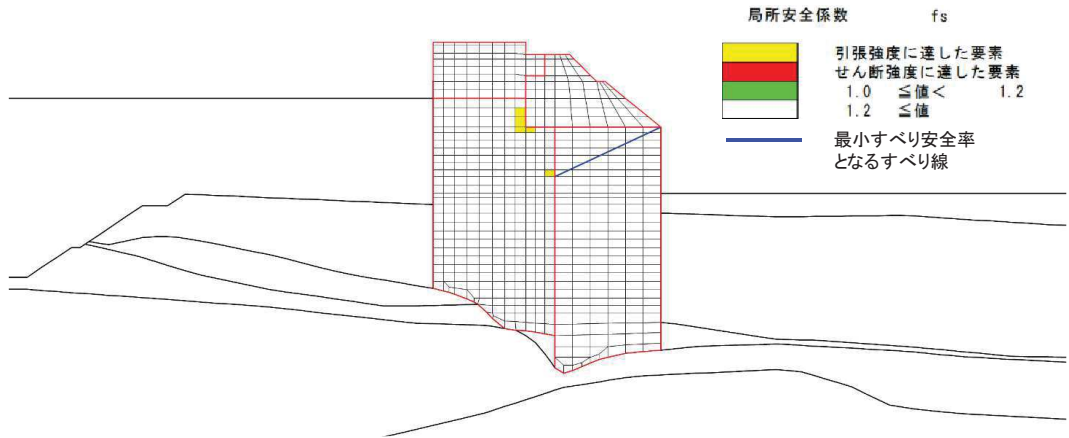 局所安全係数 fs
引張強度に達した要素
せん断強度に達した要素
1.0 ≦値< 1.2
1.2 ≦値
最小すべり安全率
となるすべり線